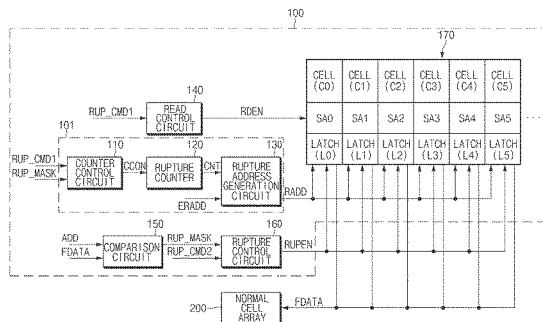 100
170
CELL (C0)
CELL (C1)
CELL (C2)
CELL (C3)
CELL (C4)
CELL (C5)
140
RUP_CMD1
READ CONTROL CIRCUIT
RDEN
SA0
SA1
SA2
SA3
SA4
SA5
LATCH (L0)
LATCH (L1)
LATCH (L2)
LATCH (L3)
LATCH (L4)
LATCH (L5)
101
110
120
130
RUP_CMD1
RUP_MASK
COUNTER CONTROL CIRCUIT
CCON
RUPTURE COUNTER
CNT
RUPTURE ADDRESS GENERATION CIRCUIT
ERADD
RADD
150
160
ADD
FDATA
COMPARISON CIRCUIT
RUP_MASK
RUP_CMD2
RUPTURE CONTROL CIRCUIT
RUPEN
200
NORMAL CELL ARRAY
FDATA